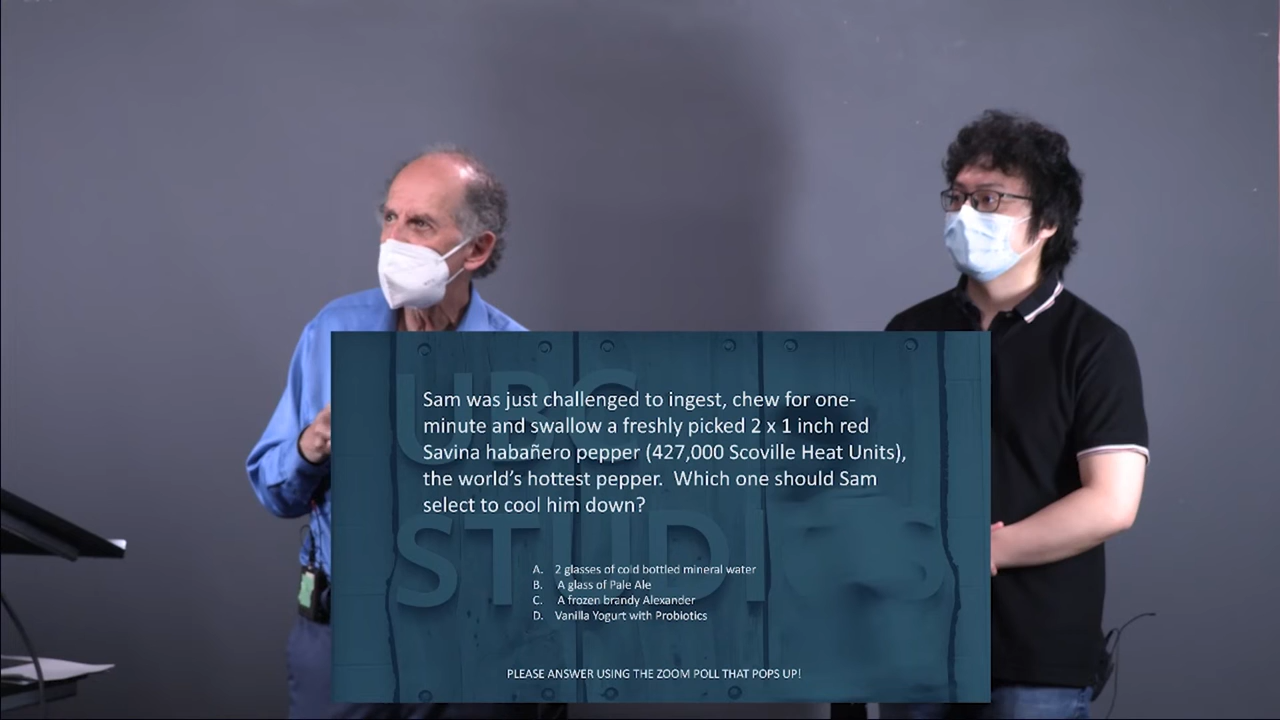 UBC
STUDIOS
Sam was just challenged to ingest, chew for one-
minute and swallow a freshly picked 2 x 1 inch red
Savina habañero pepper (427,000 Scoville Heat Units),
the world’s hottest pepper.  Which one should Sam
select to cool him down?
A. 2 glasses of cold bottled mineral water
B. A glass of Pale Ale
C. A frozen brandy Alexander
D. Vanilla Yogurt with Probiotics
PLEASE ANSWER USING THE ZOOM POLL THAT POPS UP!